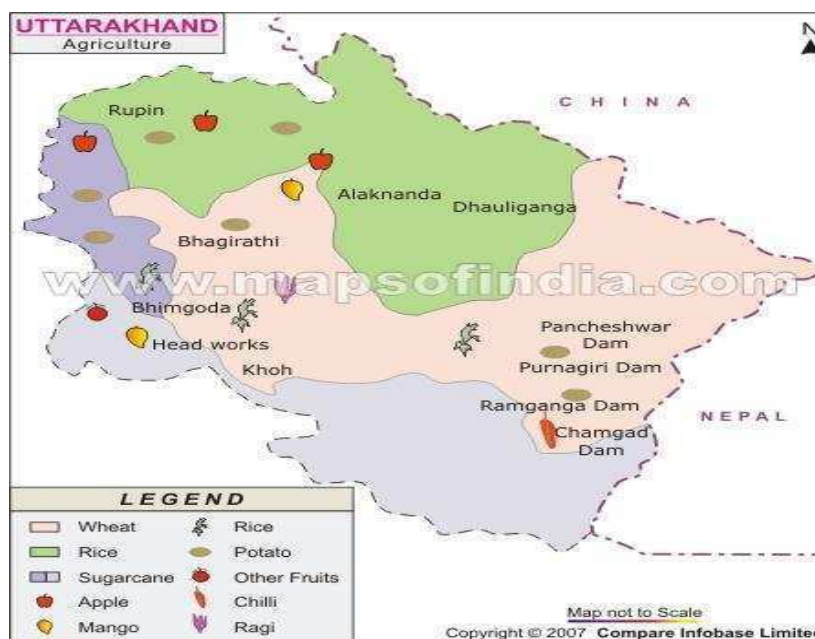 UTTARAKHAND
Agriculture
N
CHINA
Rupin
Alaknanda
Dhauliganga
Bhagirathi
www.mapsofindia.com
Bhimgoda
Head works
Khoh
Pancheshwar
Dam
Purnagiri Dam
Ramganga Dam
Chamgad
Dam
NEPAL
LEGEND
Wheat
Rice
Sugarcane
Apple
Mango
Rice
Potato
Other Fruits
Chilli
Ragi
Map not to Scale
Copyright © 2007 Compare Infobase Limited